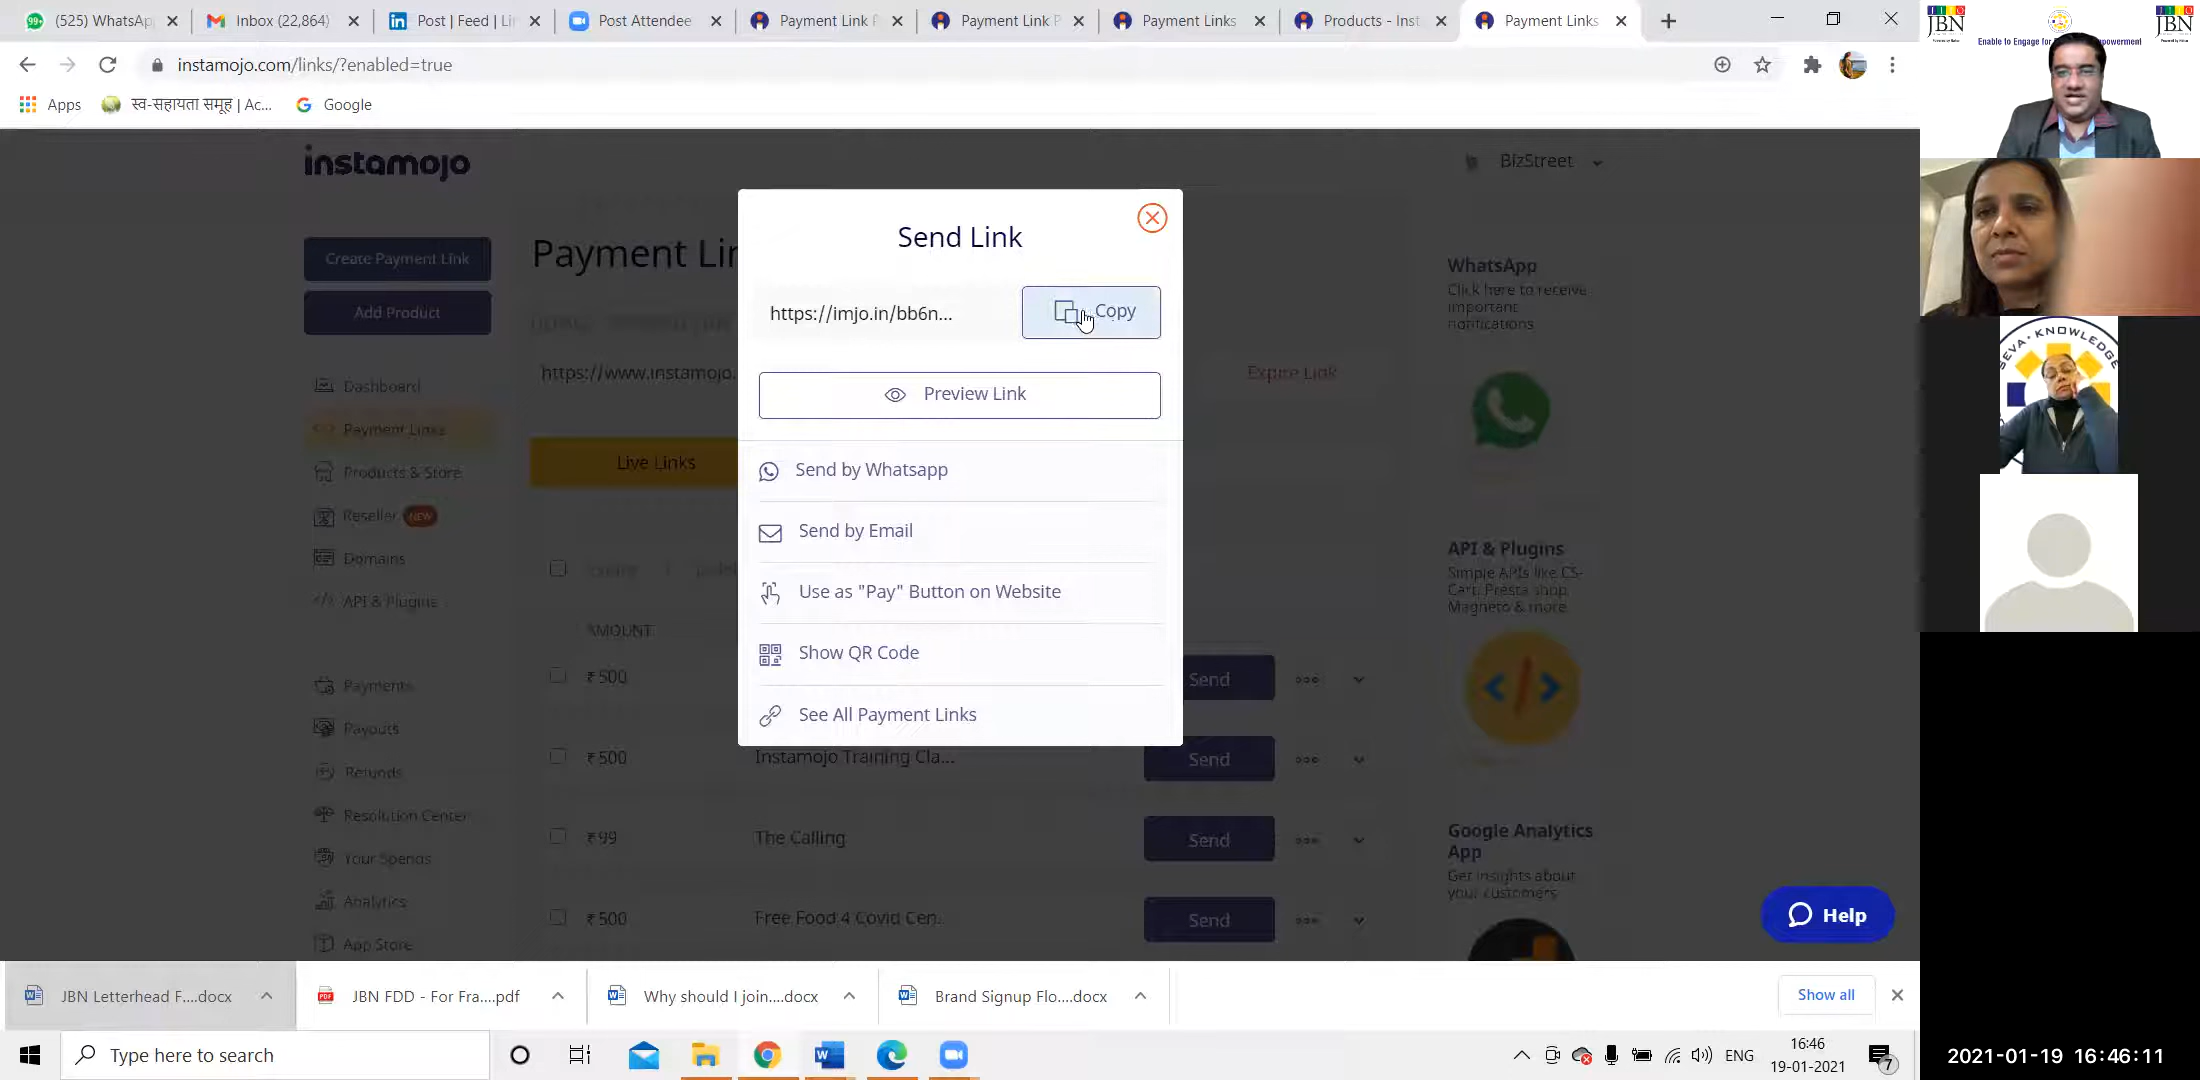 (525) WhatsAp
Inbox (22,864)
Post | Feed | Li
Post Attendee
Payment Link
Payment Link P
Payment Links
Products - Inst
Payment Links
instamojo.com/links/?enabled=true
Apps
स्व-सहायता समूह | Ac...
Google
instamojo
BizStreet
Create Payment Link
Add Product
Dashboard
Payment Links
Products & Store
Reseller NEW
Domains
API & Plugins
Payments
Payouts
Refunds
Resolution Center
Your Spends
Analytics
App Store
Payment Lin
https://www.instamojo.
Expire Link
Live Links
AMOUNT
₹ 500
Send
₹ 500
Instamojo Training Cla...
Send
₹ 99
The Calling
Send
₹ 500
Free Food 4 Covid Cen...
Send
Send Link
https://imjo.in/bb6n...
Copy
Preview Link
Send by Whatsapp
Send by Email
Use as "Pay" Button on Website
Show QR Code
See All Payment Links
WhatsApp
Click here to receive
important
notifications
API & Plugins
Simple APIs like CS-
Cart, Presta shop,
Magneto & more
Google Analytics
App
Get insights about
your customers
Help
JBN Letterhead F....docx
JBN FDD - For Fra....pdf
Why should I join....docx
Brand Signup Flo....docx
Show all
Type here to search
ENG
16:46
19-01-2021
7
JBN
JBN
Enable to Engage for
powerment
SEVA • KNOWLEDGE
2021-01-19 16:46:11